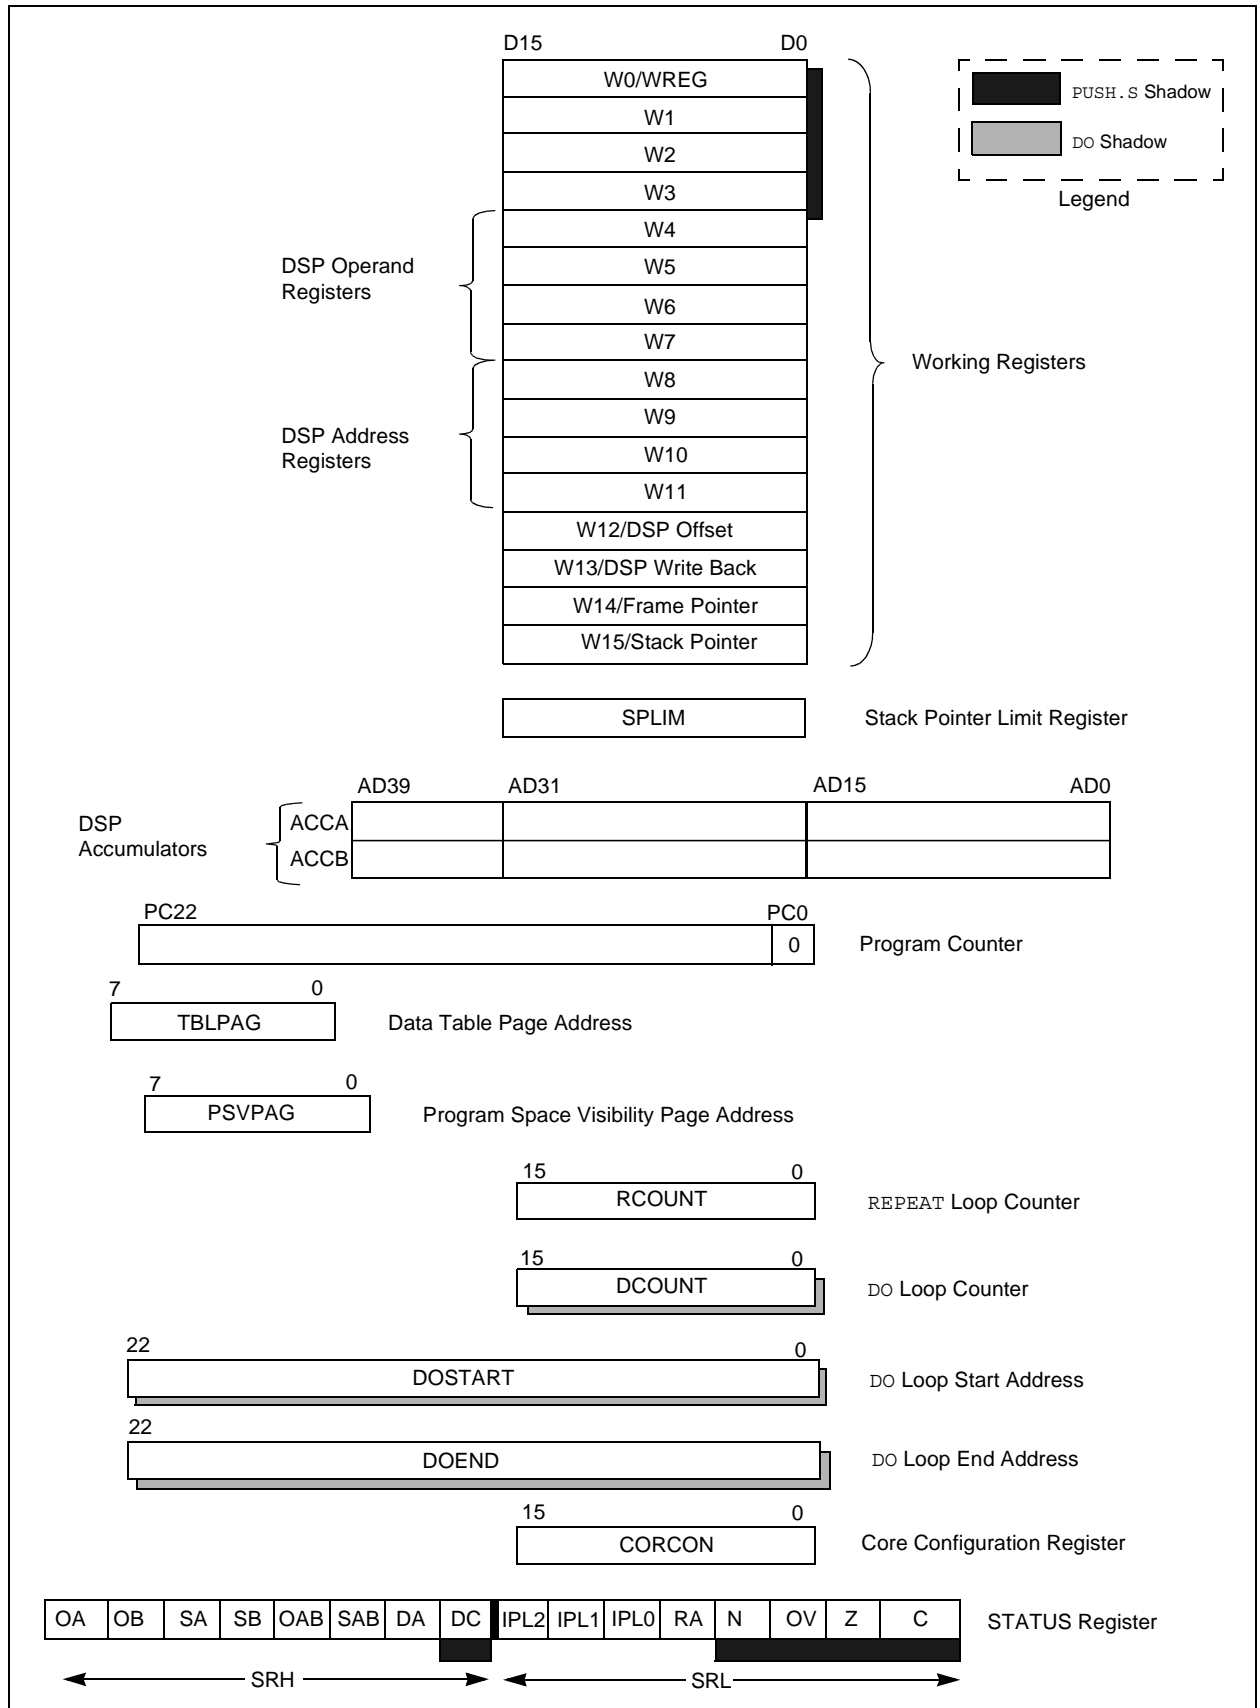 D15 D0
W0/WREG
W1
W2
W3
W4
W5
W6
W7
W8
W9
W10
W11
W12/DSP Offset
W13/DSP Write Back
W14/Frame Pointer
W15/Stack Pointer
PUSH.S Shadow
DO Shadow
Legend
DSP Operand
Registers
DSP Address
Registers
Working Registers
SPLIM
Stack Pointer Limit Register
AD39 AD31 AD15 AD0
DSP
Accumulators
ACCA
ACCB
PC22 PC0
0
Program Counter
7 0
TBLPAG
Data Table Page Address
7 0
PSVPAG
Program Space Visibility Page Address
15 0
RCOUNT
REPEAT Loop Counter
15 0
DCOUNT
DO Loop Counter
22 0
DOSTART
DO Loop Start Address
22
DOEND
DO Loop End Address
15 0
CORCON
Core Configuration Register
OA OB SA SB OAB SAB DA DC IPL2 IPL1 IPL0 RA N OV Z C
STATUS Register
SRH SRL